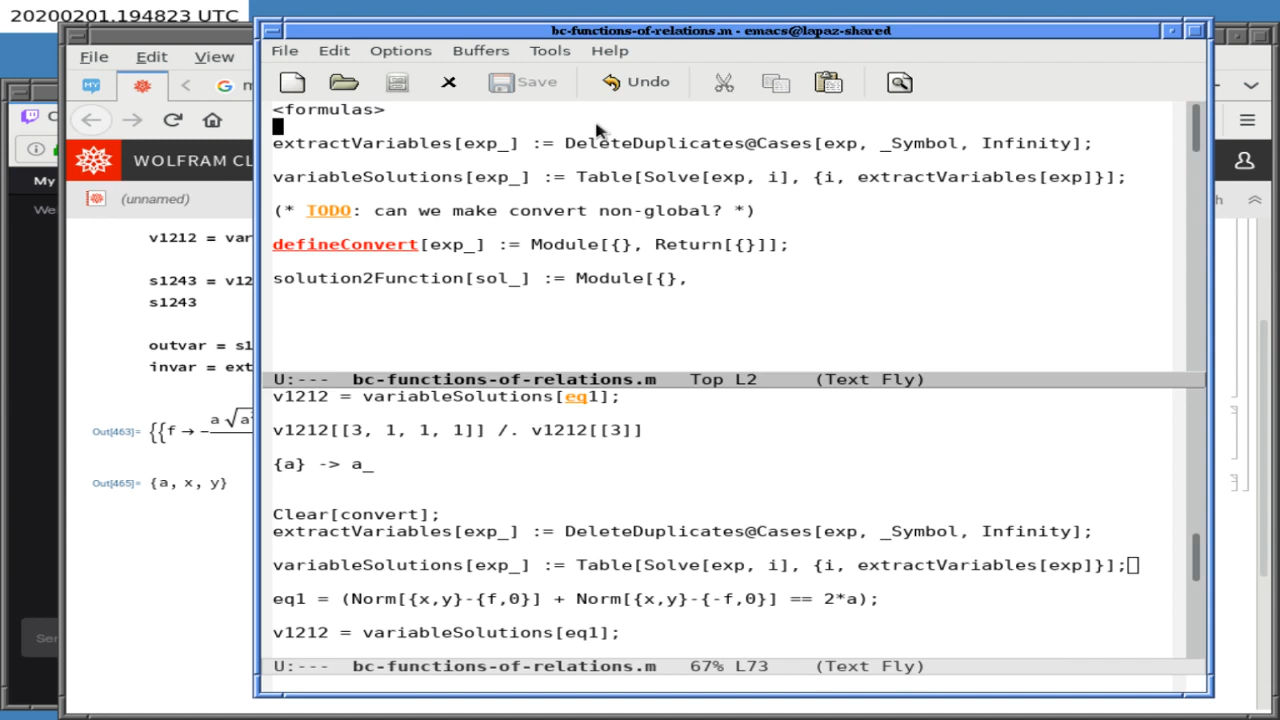 20200201.194823 UTC
bc-functions-of-relations.m - emacs@lapaz-shared
File Edit Options Buffers Tools Help
Save Undo
<formulas>
extractVariables[exp_] := DeleteDuplicates@Cases[exp, _Symbol, Infinity];
variableSolutions[exp_] := Table[Solve[exp, i], {i, extractVariables[exp]}];
(* TODO: can we make convert non-global? *)
defineConvert[exp_] := Module[{}, Return[{}]];
solution2Function[sol_] := Module[{},
U:--- bc-functions-of-relations.m Top L2 (Text Fly)
v1212 = variableSolutions[eq1];
v1212[[3, 1, 1, 1]] /. v1212[[3]]
{a} -> a_
Clear[convert];
extractVariables[exp_] := DeleteDuplicates@Cases[exp, _Symbol, Infinity];
variableSolutions[exp_] := Table[Solve[exp, i], {i, extractVariables[exp]}];
eq1 = (Norm[{x,y}-{f,0}] + Norm[{x,y}-{-f,0}] == 2*a);
v1212 = variableSolutions[eq1];
U:--- bc-functions-of-relations.m 67% L73 (Text Fly)
File Edit View
MY
G
WOLFRAM CL
(unnamed)
v1212 = var
s1243 = v12
s1243
outvar = s1
invar = ext
Out[463]= {{f → - a √a
Out[465]= {a, x, y}
My
Wel
Ser